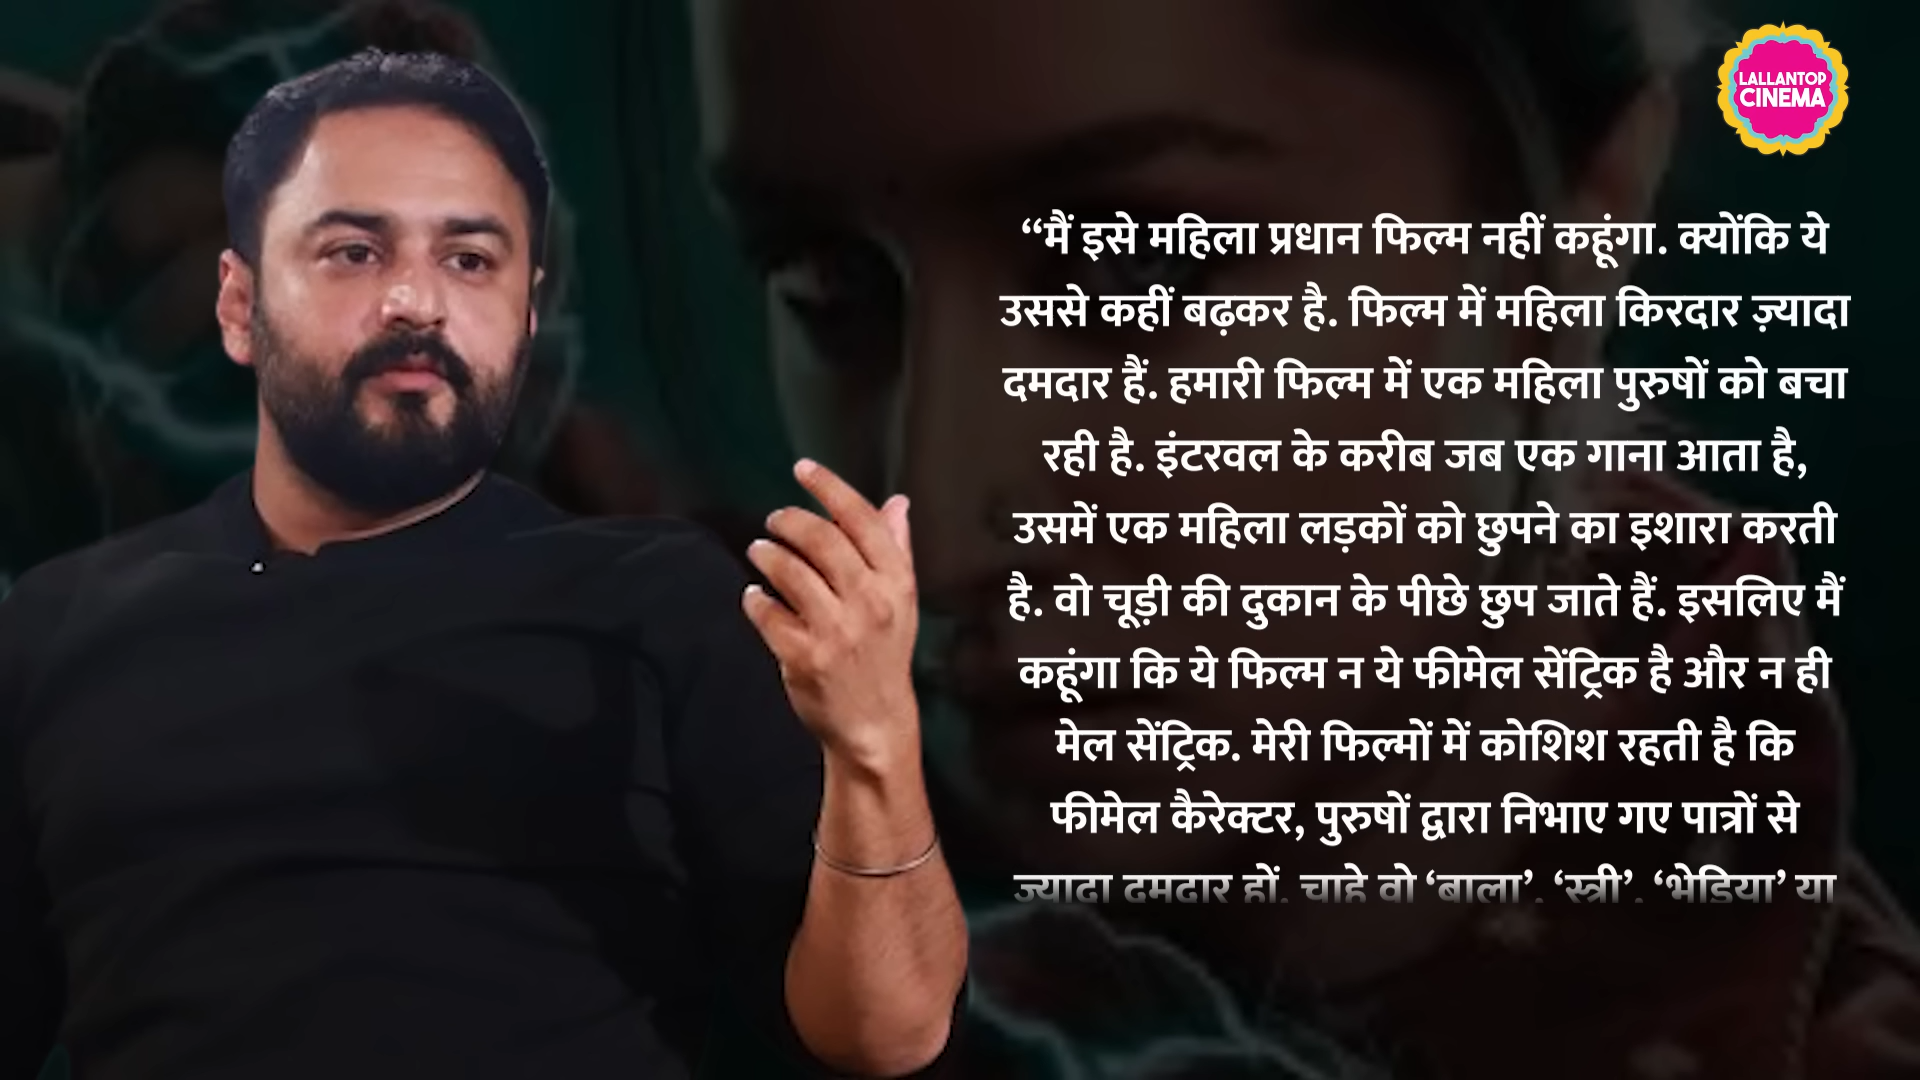 LALLANTOP
CINEMA
“मैं इसे महिला प्रधान फिल्म नहीं कहूंगा. क्योंकि ये
उससे कहीं बढ़कर है. फिल्म में महिला किरदार ज़्यादा
दमदार हैं. हमारी फिल्म में एक महिला पुरुषों को बचा
रही है. इंटरवल के करीब जब एक गाना आता है,
उसमें एक महिला लड़कों को छुपने का इशारा करती
है. वो चूड़ी की दुकान के पीछे छुप जाते हैं. इसलिए मैं
कहूंगा कि ये फिल्म न ये फीमेल सेंट्रिक है और न ही
मेल सेंट्रिक. मेरी फिल्मों में कोशिश रहती है कि
फीमेल कैरेक्टर, पुरुषों द्वारा निभाए गए पात्रों से
ज्यादा दमदार हों. चाहे वो ‘बाला’, ‘स्त्री’, ‘भेड़िया’ या